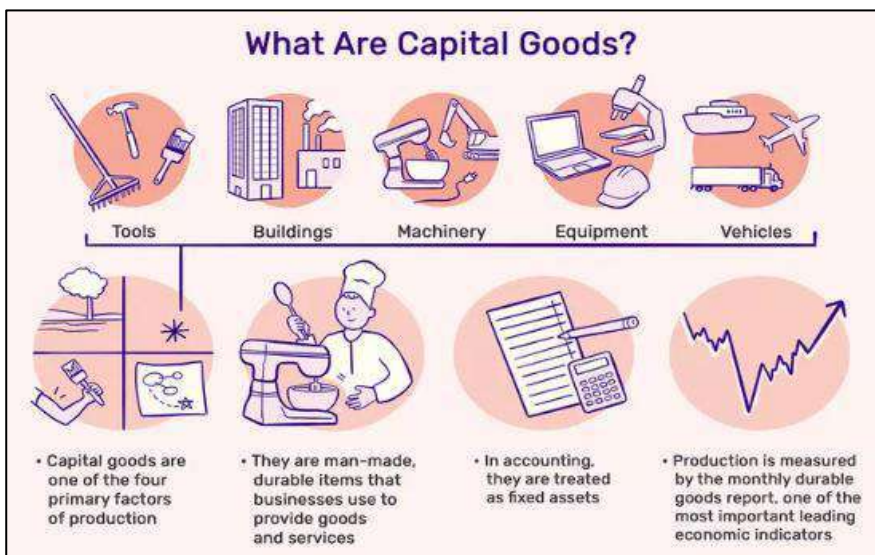 What Are Capital Goods?
Tools
Buildings
Machinery
Equipment
Vehicles
• Capital goods are
one of the four
primary factors
of production
• They are man-made,
durable items that
businesses use to
provide goods
and services
• In accounting,
they are treated
as fixed assets
• Production is measured
by the monthly durable
goods report, one of the
most important leading
economic indicators